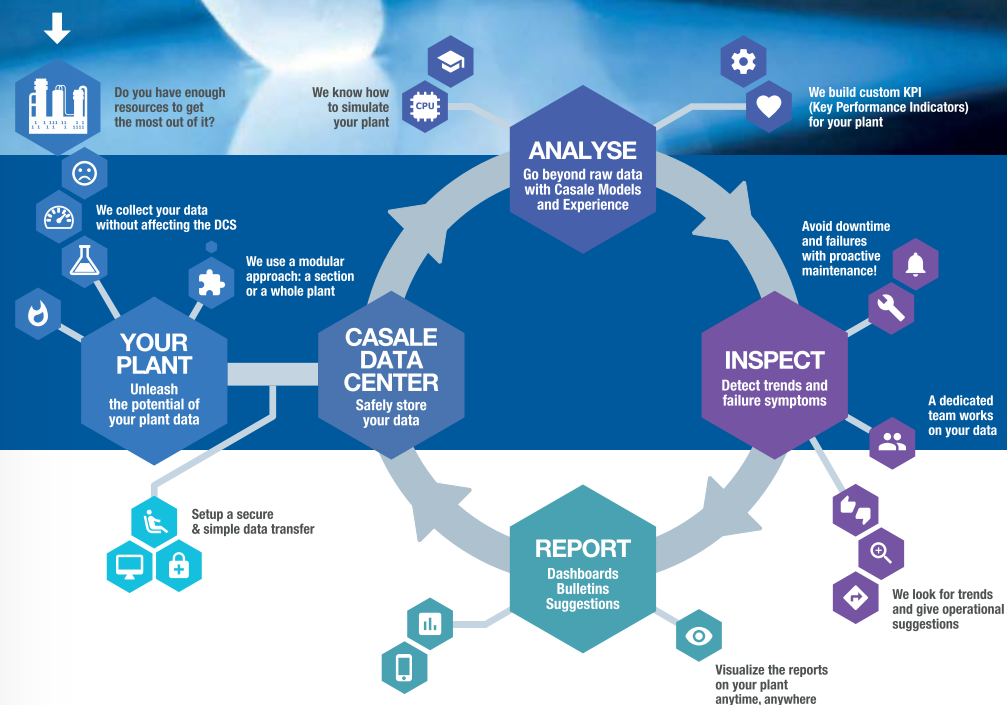 Do you have enough
resources to get
the most out of it?
We know how
to simulate
your plant
CPU
We build custom KPI
(Key Performance Indicators)
for your plant
ANALYSE
Go beyond raw data
with Casale Models
and Experience
We collect your data
without affecting the DCS
We use a modular
approach: a section
or a whole plant
Avoid downtime
and failures
with proactive
maintenance!
YOUR
PLANT
Unleash
the potential of
your plant data
CASALE
DATA
CENTER
Safely store
your data
INSPECT
Detect trends and
failure symptoms
A dedicated
team works
on your data
Setup a secure
& simple data transfer
REPORT
Dashboards
Bulletins
Suggestions
We look for trends
and give operational
suggestions
Visualize the reports
on your plant
anytime, anywhere